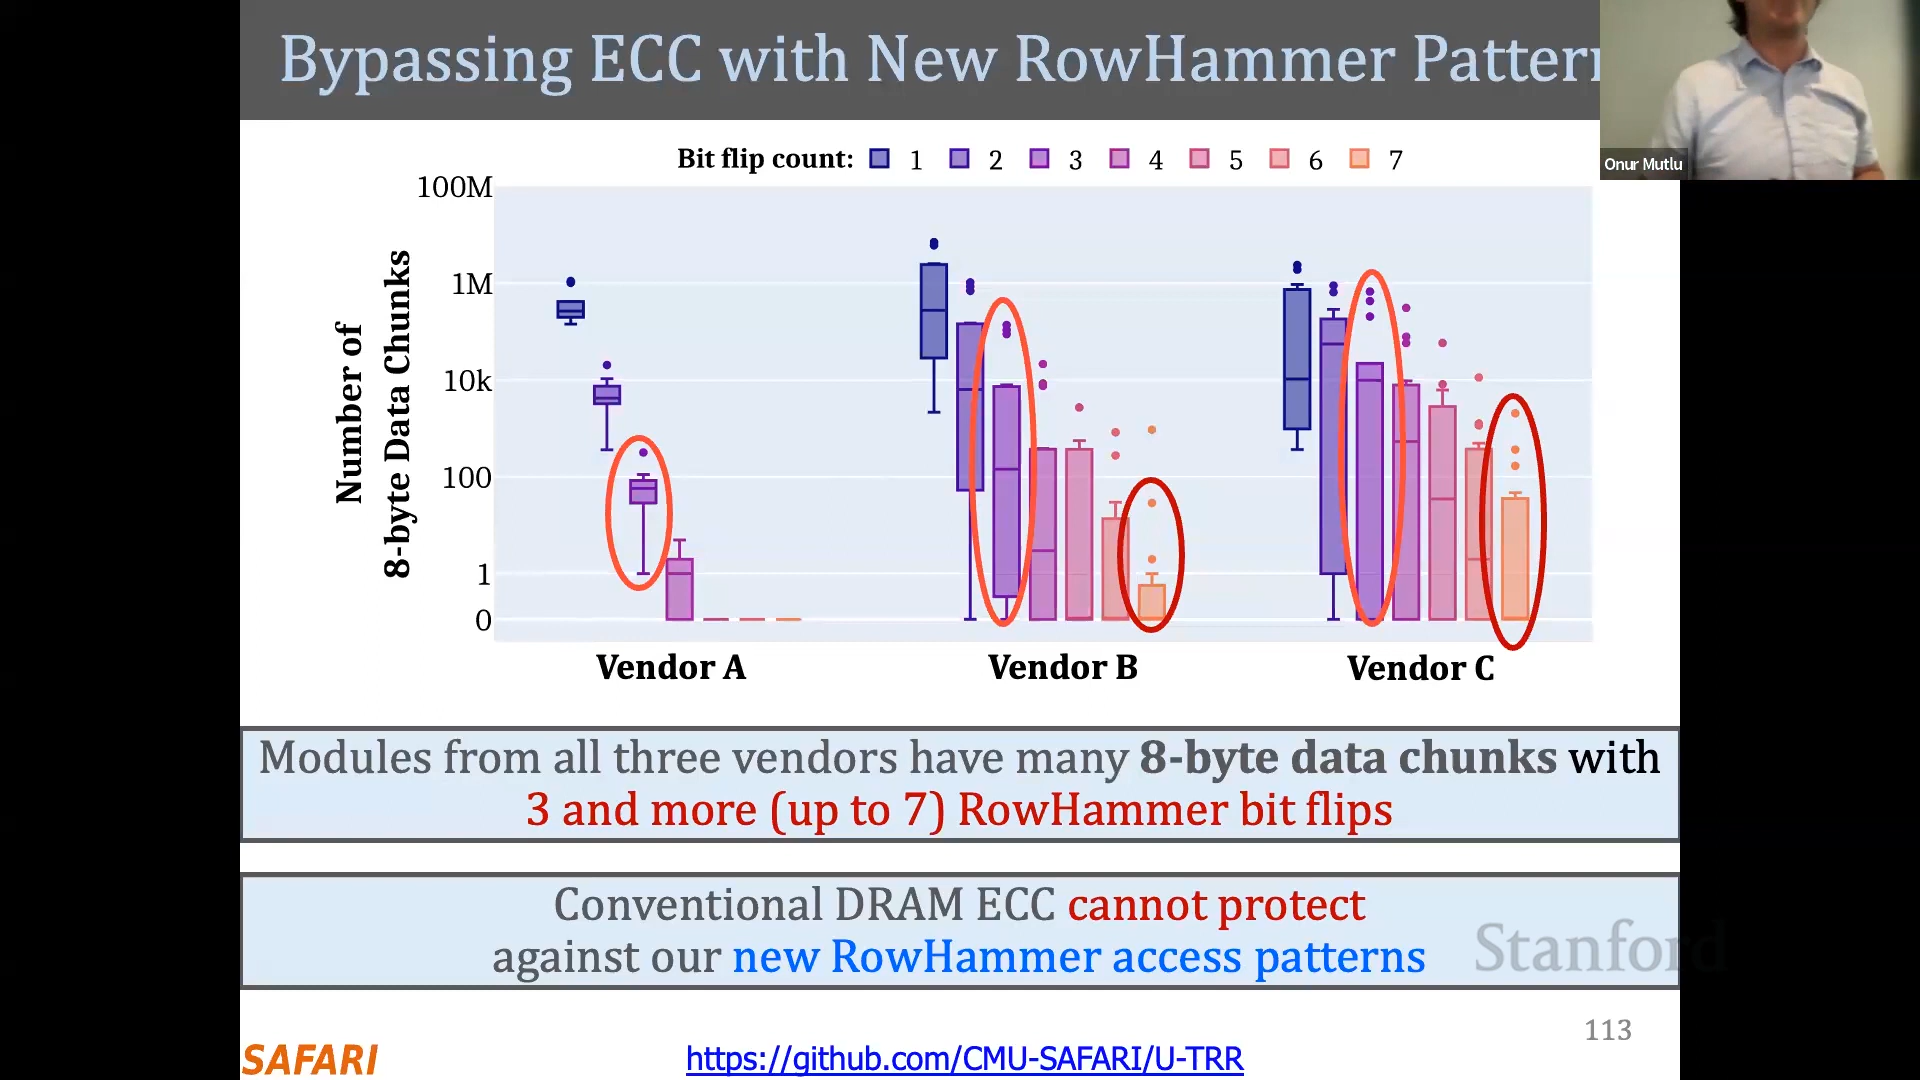 Bypassing ECC with New RowHammer Pattern
Onur Mutlu
Bit flip count: 1 2 3 4 5 6 7
100M
1M
10k
100
1
0
Number of
8-byte Data Chunks
Vendor A Vendor B Vendor C
Modules from all three vendors have many 8-byte data chunks with
3 and more (up to 7) RowHammer bit flips
Conventional DRAM ECC cannot protect
against our new RowHammer access patterns
Stanford
113
SAFARI
https://github.com/CMU-SAFARI/U-TRR